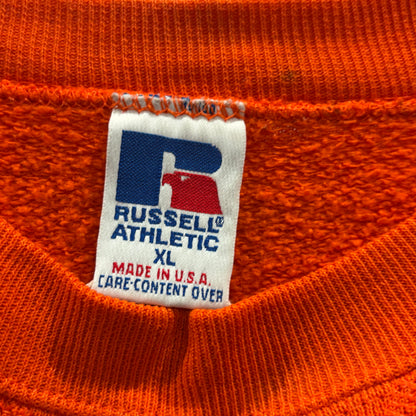 R
RUSSELL®
ATHLETIC
XL
MADE IN U.S.A.
CARE-CONTENT OVER